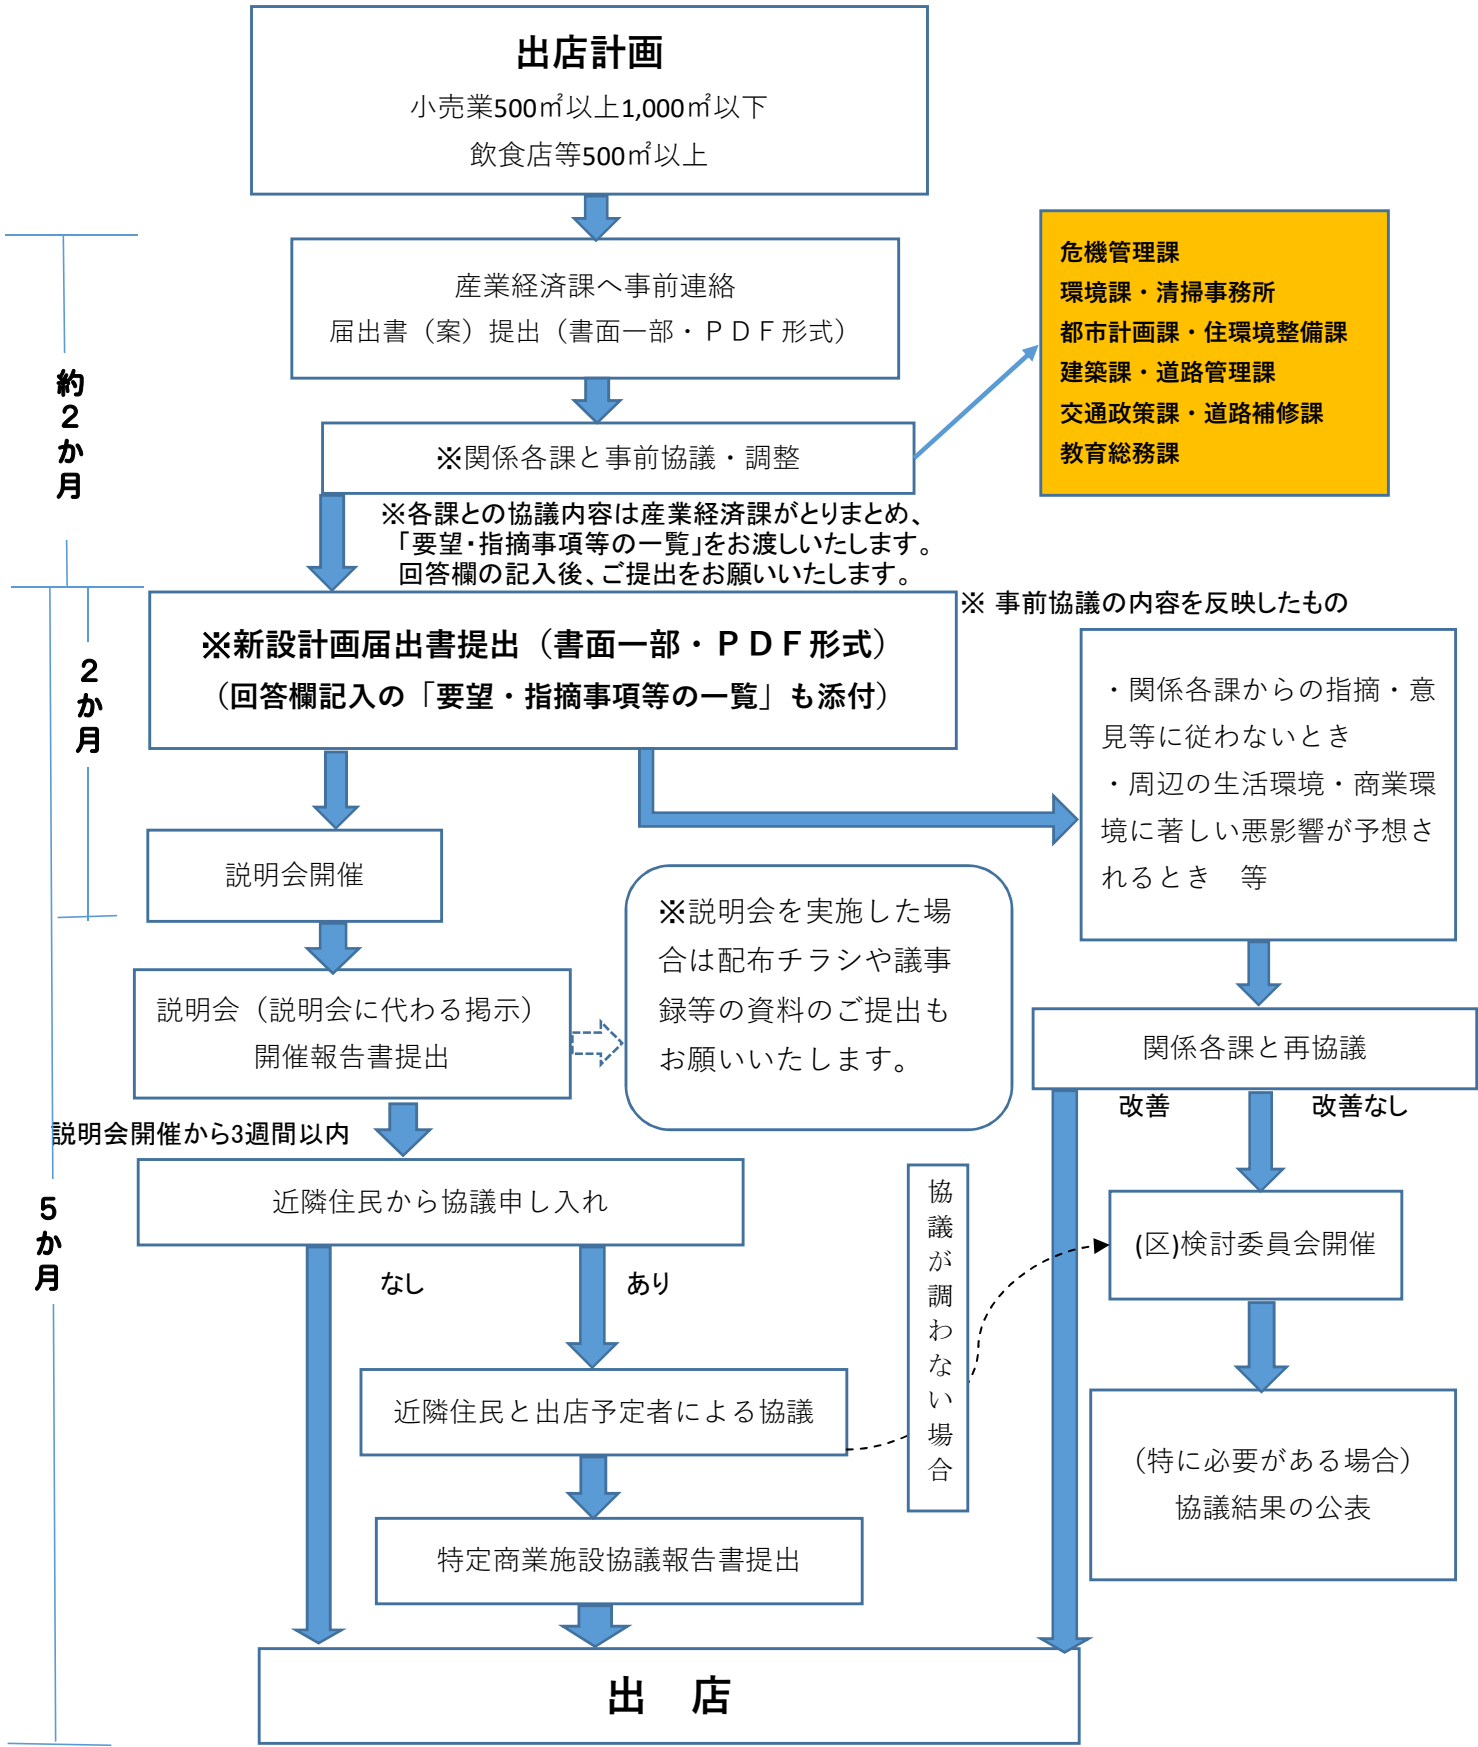 出店計画
小売業500㎡以上1,000㎡以下
飲食店等500㎡以上
産業経済課へ事前連絡
届出書（案）提出（書面一部・ＰＤＦ形式）
危機管理課
環境課・清掃事務所
都市計画課・住環境整備課
建築課・道路管理課
交通政策課・道路補修課
教育総務課
約２か月
※関係各課と事前協議・調整
※各課との協議内容は産業経済課がとりまとめ、
「要望・指摘事項等の一覧」をお渡しいたします。
回答欄の記入後、ご提出をお願いいたします。
※新設計画届出書提出（書面一部・ＰＤＦ形式）
（回答欄記入の「要望・指摘事項等の一覧」も添付）
※ 事前協議の内容を反映したもの
２か月
・関係各課からの指摘・意
見等に従わないとき
・周辺の生活環境・商業環
境に著しい悪影響が予想さ
れるとき　等
説明会開催
※説明会を実施した場
合は配布チラシや議事
録等の資料のご提出も
お願いいたします。
説明会（説明会に代わる掲示）
開催報告書提出
関係各課と再協議
改善
改善なし
説明会開催から3週間以内
５か月
近隣住民から協議申し入れ
なし
あり
協議が調わない場合
(区)検討委員会開催
近隣住民と出店予定者による協議
（特に必要がある場合）
協議結果の公表
特定商業施設協議報告書提出
出　店